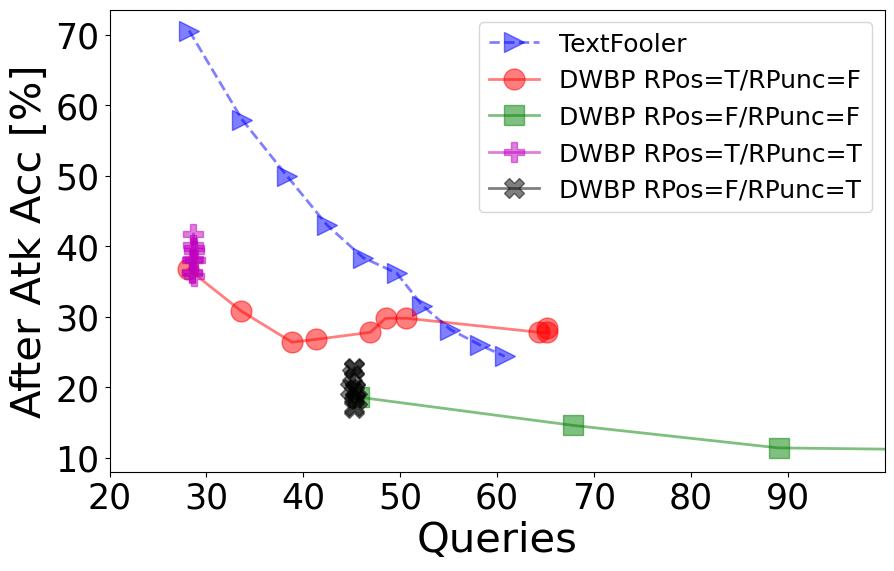 TextFooler
DWBP RPos=T/RPunc=F
DWBP RPos=F/RPunc=F
DWBP RPos=T/RPunc=T
DWBP RPos=F/RPunc=T
After Atk Acc [%]
70
60
50
40
30
20
10
20 30 40 50 60 70 80 90
Queries